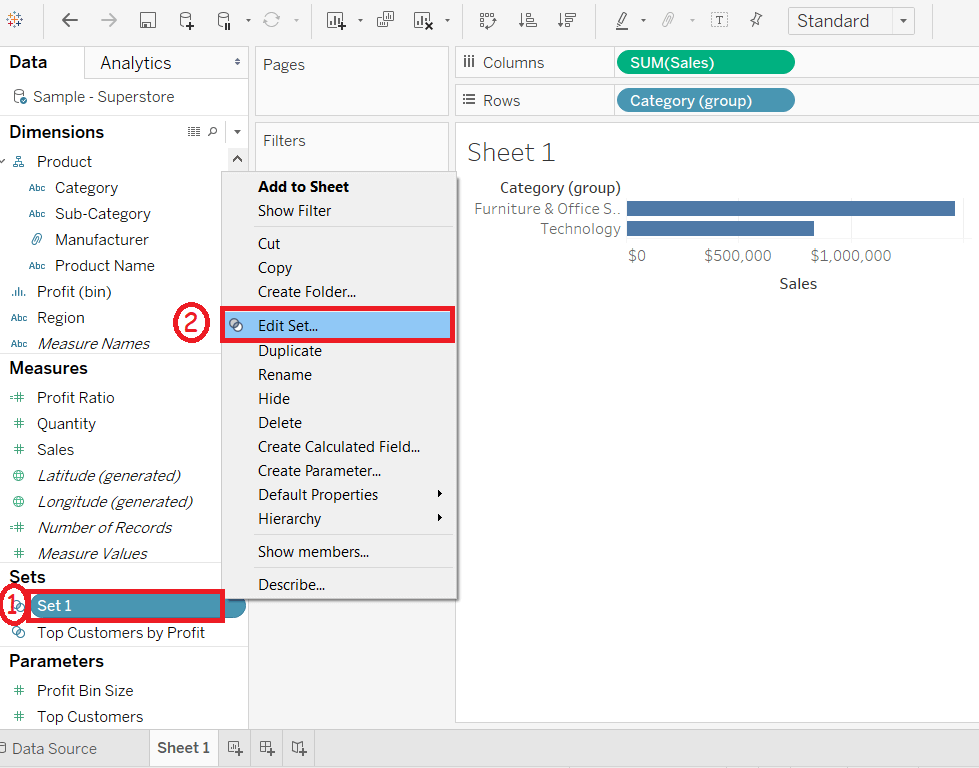 Standard
Data
Analytics
Sample - Superstore
Dimensions
Product
Abc Category
Abc Sub-Category
Manufacturer
Abc Product Name
Profit (bin)
Abc Region
Abc Measure Names
Measures
Profit Ratio
Quantity
Sales
Latitude (generated)
Longitude (generated)
Number of Records
Measure Values
Sets
1
Set 1
Top Customers by Profit
Parameters
Profit Bin Size
Top Customers
Pages
Filters
Add to Sheet
Show Filter
Cut
Copy
Create Folder...
2
Edit Set...
Duplicate
Rename
Hide
Delete
Create Calculated Field...
Create Parameter...
Default Properties
Hierarchy
Show members...
Describe...
Columns
SUM(Sales)
Rows
Category (group)
Sheet 1
Category (group)
Furniture & Office S..
Technology
$0 $500,000 $1,000,000
Sales
Data Source
Sheet 1